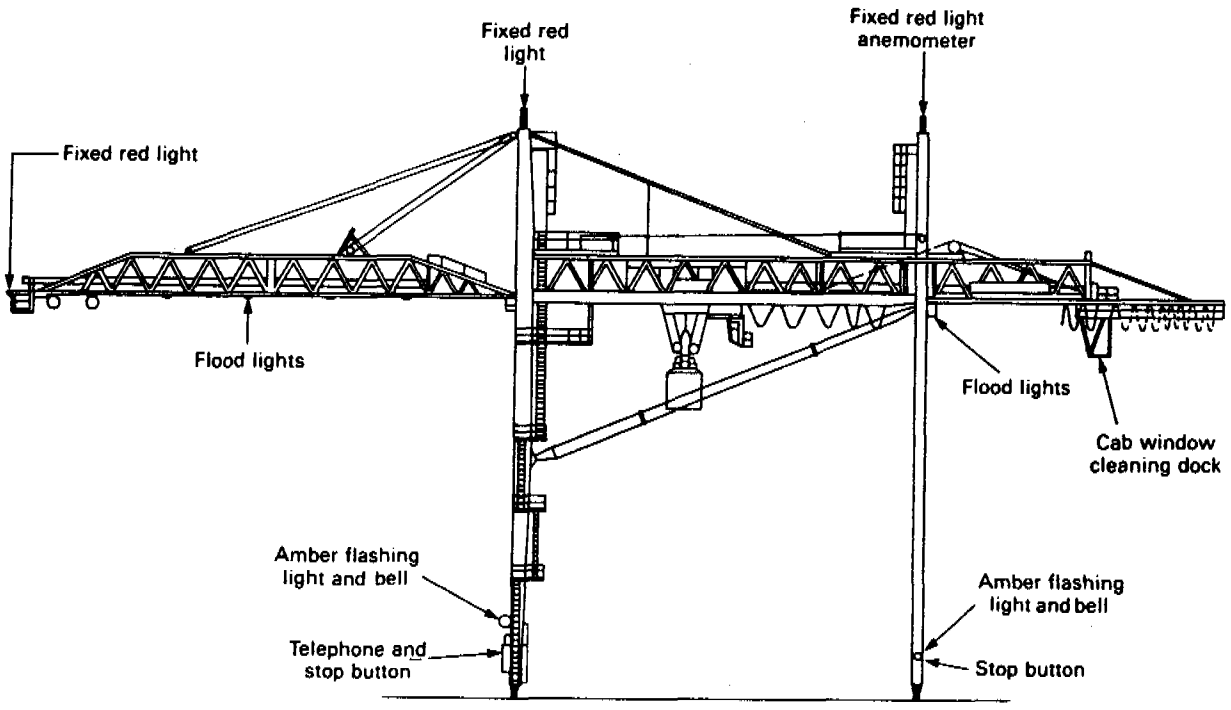 Fixed red
light
Fixed red light
anemometer
Fixed red light
Flood lights
Flood lights
Cab window
cleaning dock
Amber flashing
light and bell
Amber flashing
light and bell
Telephone and
stop button
Stop button